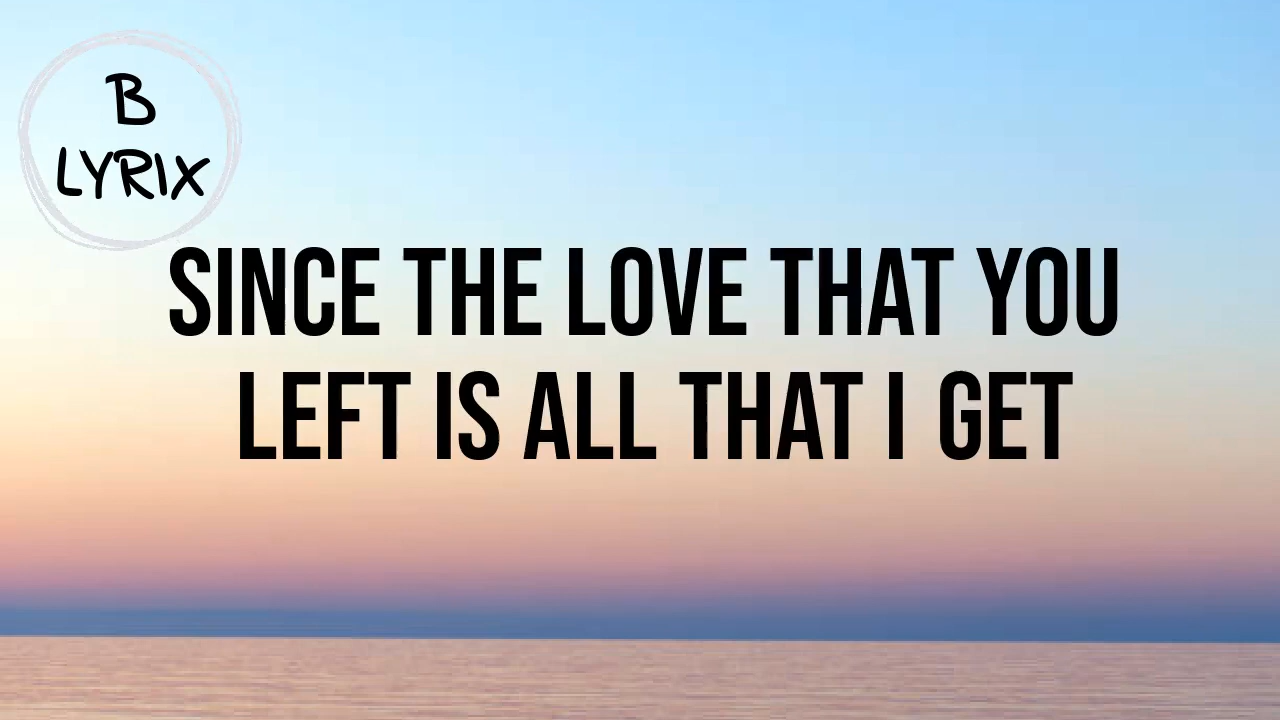 B
LYRIX
SINCE THE LOVE THAT YOU
LEFT IS ALL THAT I GET